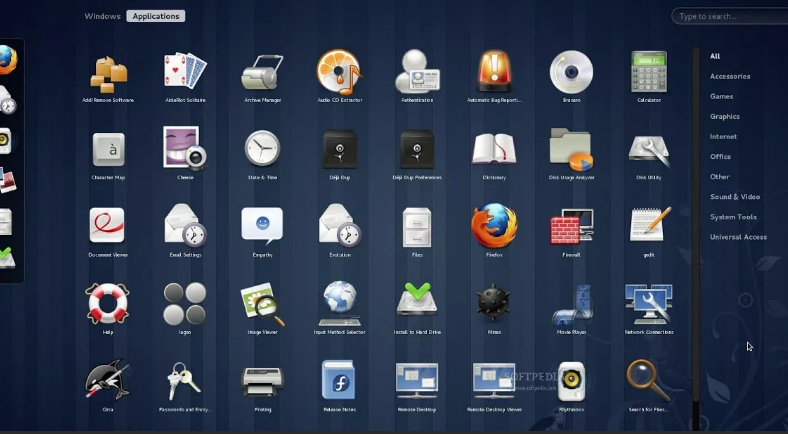 Windows Applications
Type to search...
Add/Remove Software
AisleRiot Solitaire
Archive Manager
Audio CD Extractor
Authentication
Automatic Bug Reporti...
Brasero
Calculator
Character Map
Cheese
Date & Time
Déjà Dup
Déjà Dup Preferences
Dictionary
Disk Usage Analyzer
Disk Utility
Document Viewer
Email Settings
Empathy
Evolution
Files
Firefox
Firewall
gedit
Help
Iagno
Image Viewer
Input Method Selector
Install to Hard Drive
Mines
Movie Player
Network Connections
Orca
Passwords and Encry...
Printing
Release Notes
Remote Desktop
Remote Desktop Viewer
Rhythmbox
Search for Files...
All
Accessories
Games
Graphics
Internet
Office
Other
Sound & Video
System Tools
Universal Access
SOFTPEDIA
www.softpedia.com